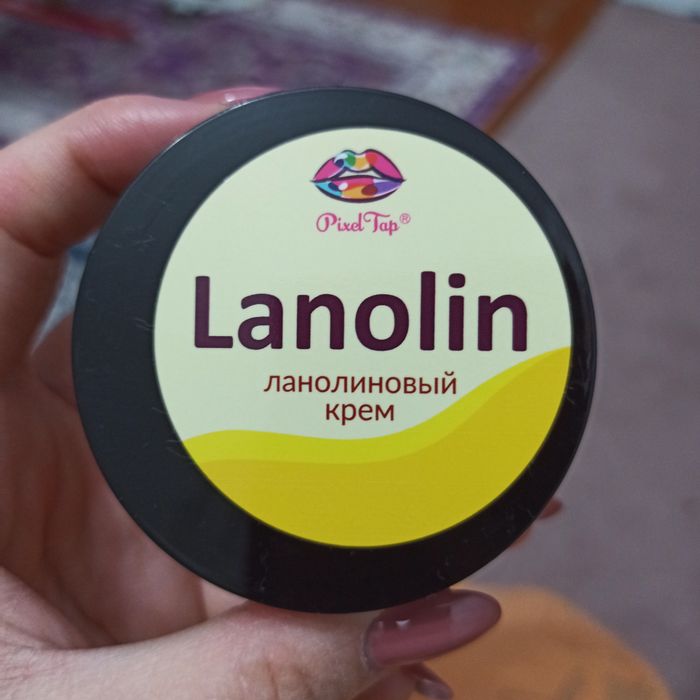 Pixel Tap®
Lanolin
ланолиновый
крем